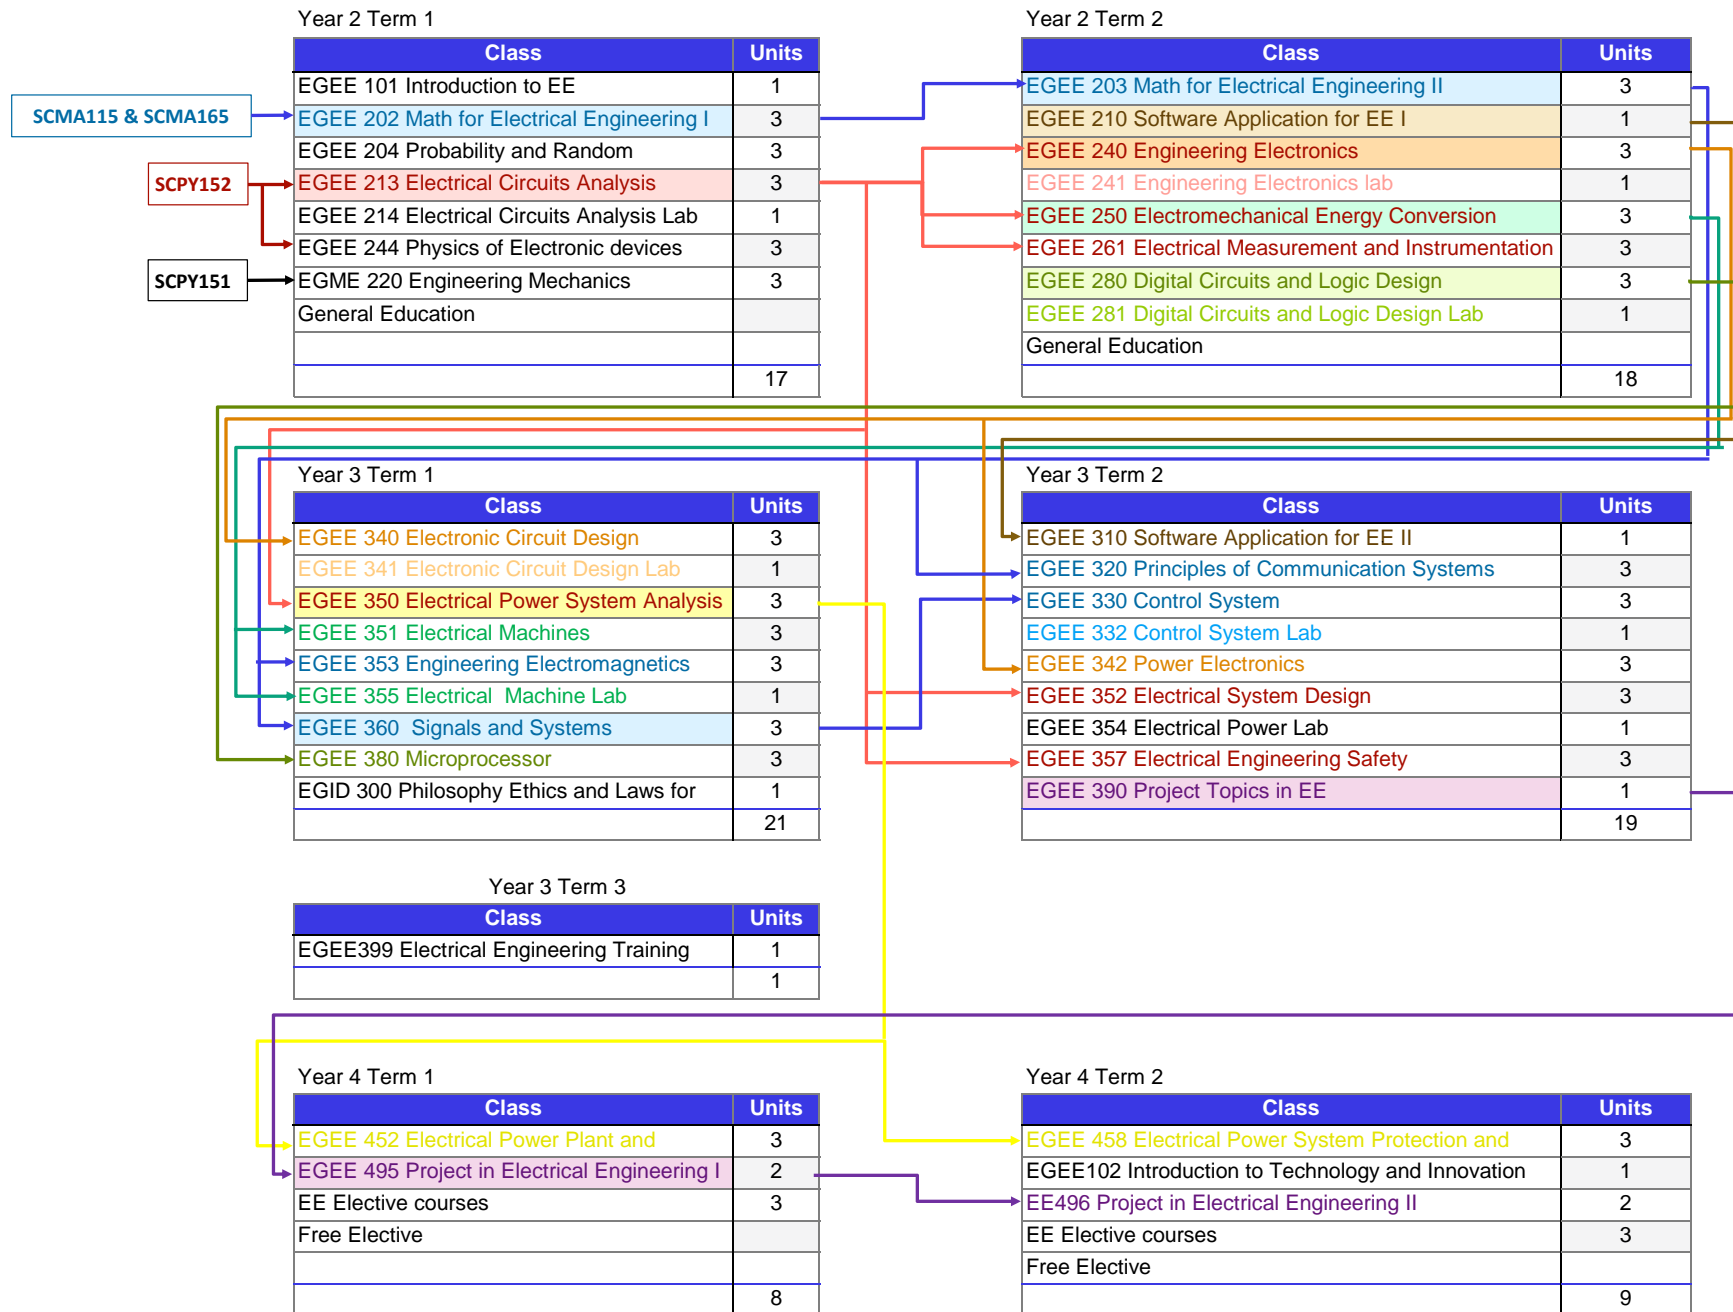 Year 2 Term 1
Class Units
EGEE 101 Introduction to EE 1
SCMA115 & SCMA165
EGEE 202 Math for Electrical Engineering I 3
EGEE 204 Probability and Random 3
SCPY152
EGEE 213 Electrical Circuits Analysis 3
EGEE 214 Electrical Circuits Analysis Lab 1
EGEE 244 Physics of Electronic devices 3
SCPY151
EGME 220 Engineering Mechanics 3
General Education
17
Year 2 Term 2
Class Units
EGEE 203 Math for Electrical Engineering II 3
EGEE 210 Software Application for EE I 1
EGEE 240 Engineering Electronics 3
EGEE 241 Engineering Electronics lab 1
EGEE 250 Electromechanical Energy Conversion 3
EGEE 261 Electrical Measurement and Instrumentation 3
EGEE 280 Digital Circuits and Logic Design 3
EGEE 281 Digital Circuits and Logic Design Lab 1
General Education
18
Year 3 Term 1
Class Units
EGEE 340 Electronic Circuit Design 3
EGEE 341 Electronic Circuit Design Lab 1
EGEE 350 Electrical Power System Analysis 3
EGEE 351 Electrical Machines 3
EGEE 353 Engineering Electromagnetics 3
EGEE 355 Electrical Machine Lab 1
EGEE 360 Signals and Systems 3
EGEE 380 Microprocessor 3
EGID 300 Philosophy Ethics and Laws for 1
21
Year 3 Term 2
Class Units
EGEE 310 Software Application for EE II 1
EGEE 320 Principles of Communication Systems 3
EGEE 330 Control System 3
EGEE 332 Control System Lab 1
EGEE 342 Power Electronics 3
EGEE 352 Electrical System Design 3
EGEE 354 Electrical Power Lab 1
EGEE 357 Electrical Engineering Safety 3
EGEE 390 Project Topics in EE 1
19
Year 3 Term 3
Class Units
EGEE399 Electrical Engineering Training 1
1
Year 4 Term 1
Class Units
EGEE 452 Electrical Power Plant and 3
EGEE 495 Project in Electrical Engineering I 2
EE Elective courses 3
Free Elective
8
Year 4 Term 2
Class Units
EGEE 458 Electrical Power System Protection and 3
EGEE102 Introduction to Technology and Innovation 1
EE496 Project in Electrical Engineering II 2
EE Elective courses 3
Free Elective
9